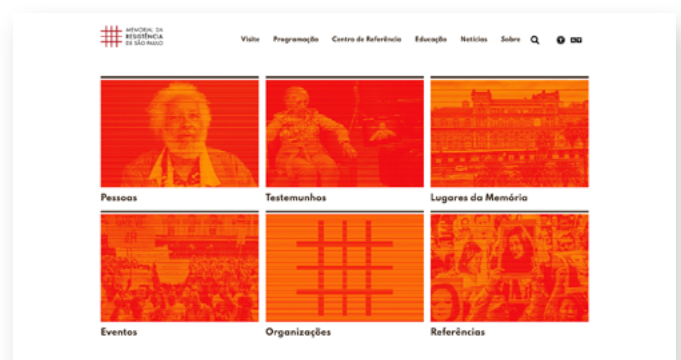 MEMORIAL DA
RESISTÊNCIA
DE SÃO PAULO
Visite Programação Centro de Referência Educação Notícias Sobre
Pessoas Testemunhos Lugares da Memória
Eventos Organizações Referências